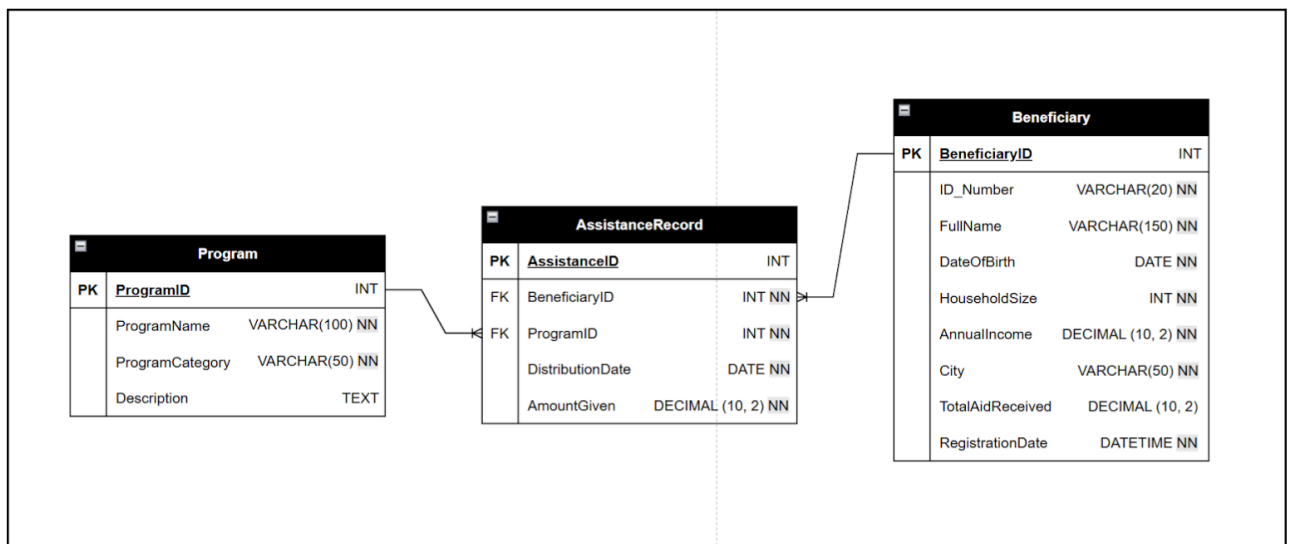 Program
PK ProgramID INT
ProgramName VARCHAR(100) NN
ProgramCategory VARCHAR(50) NN
Description TEXT
AssistanceRecord
PK AssistanceID INT
FK BeneficiaryID INT NN
FK ProgramID INT NN
DistributionDate DATE NN
AmountGiven DECIMAL (10, 2) NN
Beneficiary
PK BeneficiaryID INT
ID_Number VARCHAR(20) NN
FullName VARCHAR(150) NN
DateOfBirth DATE NN
HouseholdSize INT NN
AnnualIncome DECIMAL (10, 2) NN
City VARCHAR(50) NN
TotalAidReceived DECIMAL (10, 2)
RegistrationDate DATETIME NN